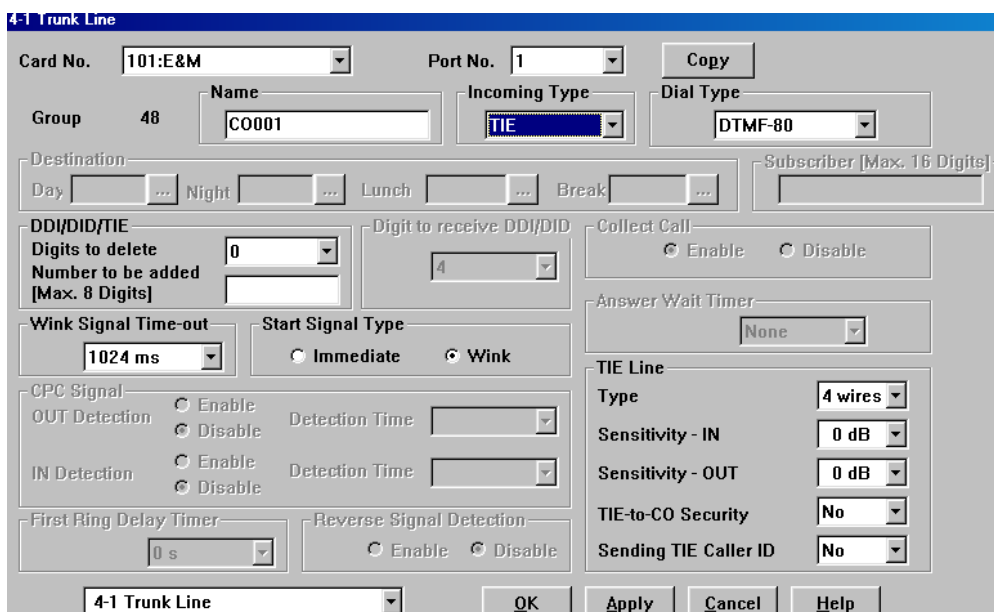 4-1 Trunk Line
Card No. 101:E&M Port No. 1 Copy
Name Incoming Type Dial Type
Group 48 CO001 TIE DTMF-80
Destination Subscriber [Max. 16 Digits]
Day ... Night ... Lunch ... Break ...
DDI/DID/TIE Digit to receive DDI/DID Collect Call
Digits to delete 0 Enable Disable
Number to be added 4
[Max. 8 Digits]
Answer Wait Timer
None
Wink Signal Time-out Start Signal Type
1024 ms Immediate Wink
TIE Line
CPC Signal Type 4 wires
OUT Detection Enable Detection Time
Disable
Sensitivity - IN 0 dB
IN Detection Enable Detection Time
Disable
Sensitivity - OUT 0 dB
TIE-to-CO Security No
First Ring Delay Timer Reverse Signal Detection
0 s Enable Disable
Sending TIE Caller ID No
4-1 Trunk Line OK Apply Cancel Help